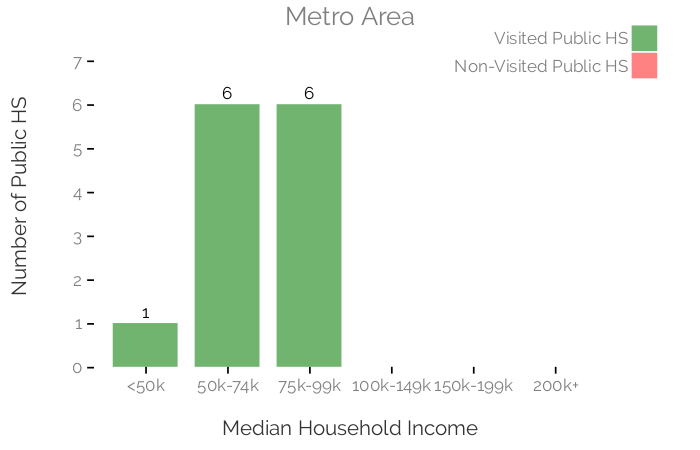 Metro Area
Visited Public HS
Non-Visited Public HS
Number of Public HS
7
6
5
4
3
2
1
0
1
6
6
<50k
50k-74k
75k-99k
100k-149k
150k-199k
200k+
Median Household Income